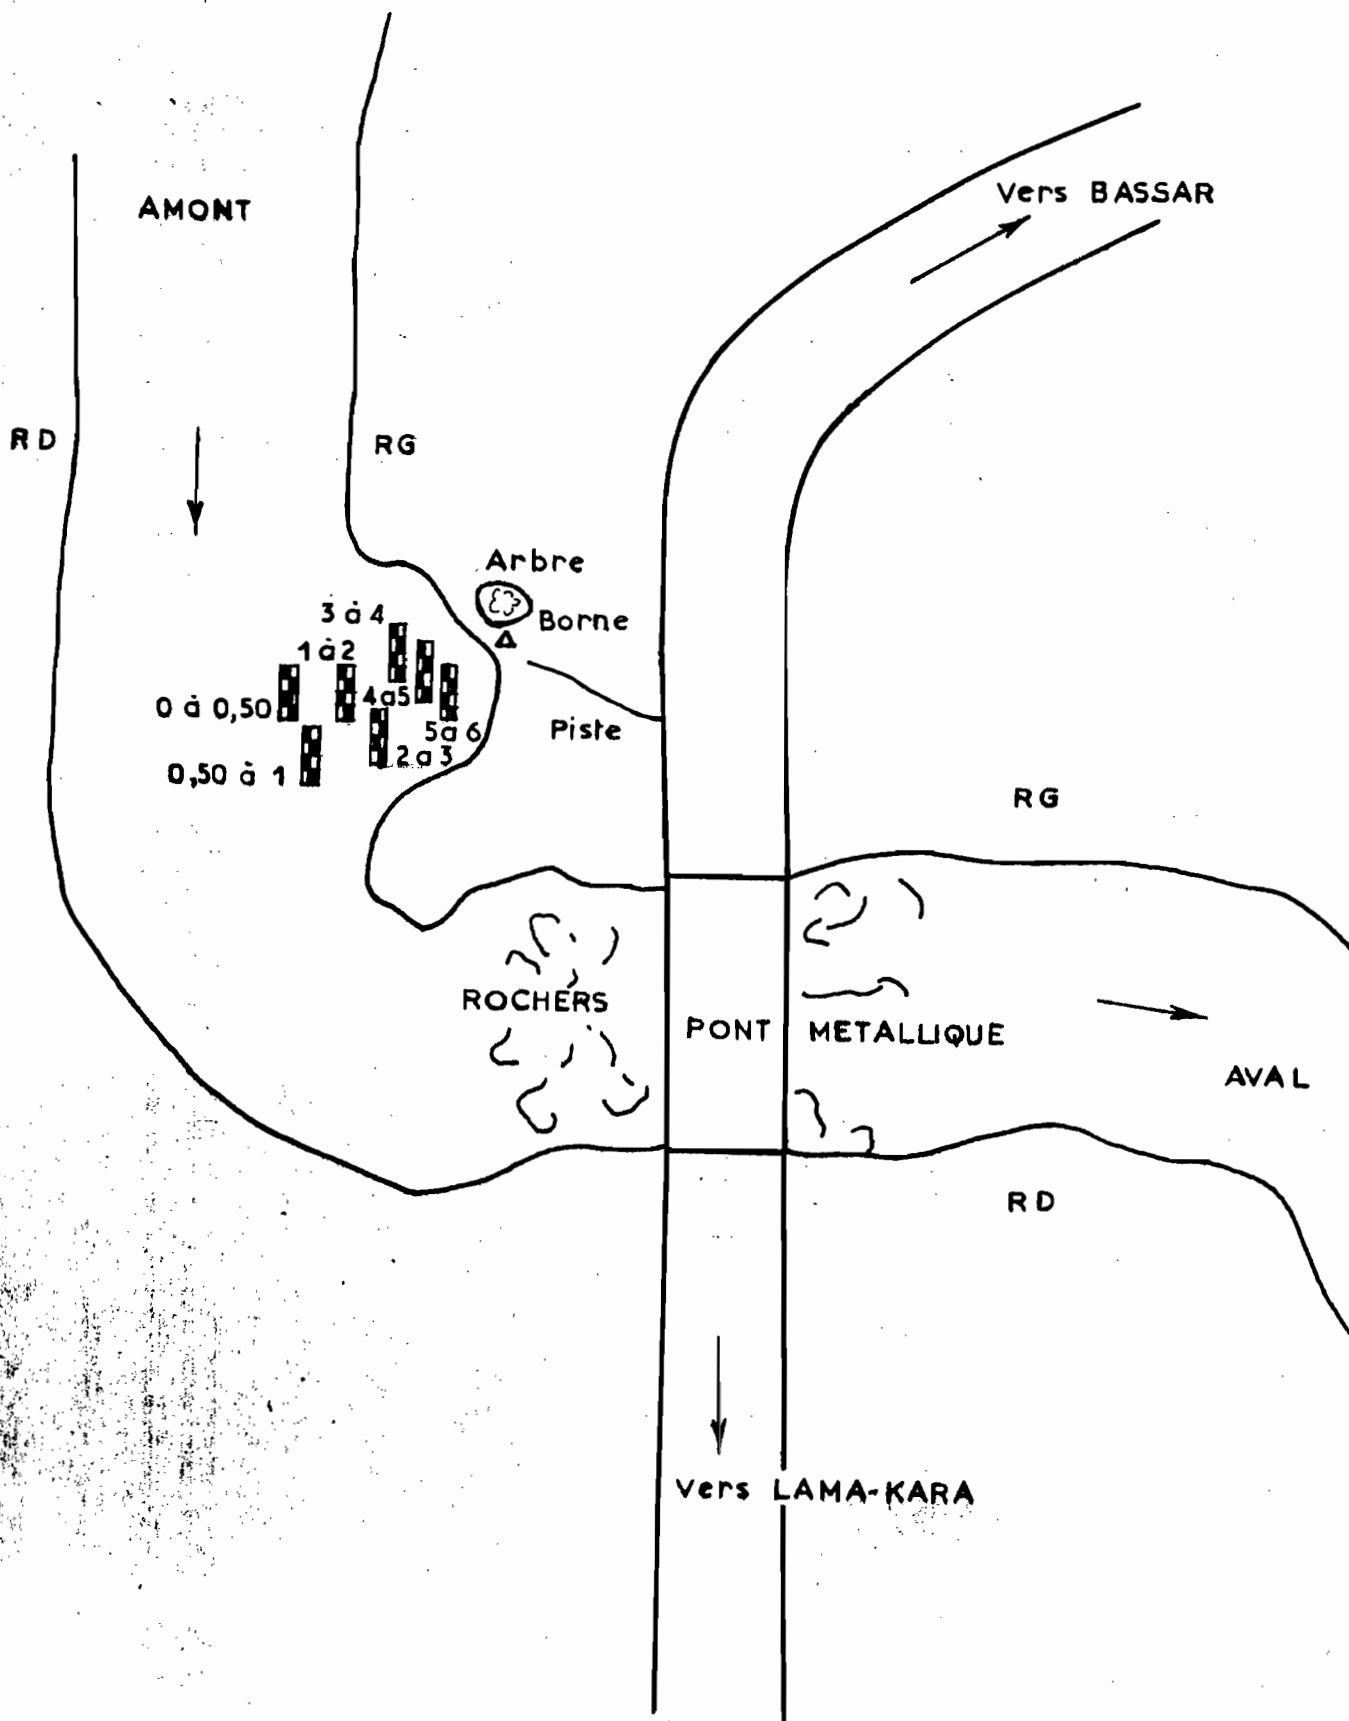 Vers BASSAR
AMONT
RD
RG
Arbre
3 à 4
Borne
1 à 2
4 a 5
0 à 0,50
Piste
5 a 6
2 a 3
0,50 à 1
RG
ROCHERS
PONT METALLIQUE
AVAL
RD
Vers LAMA-KARA